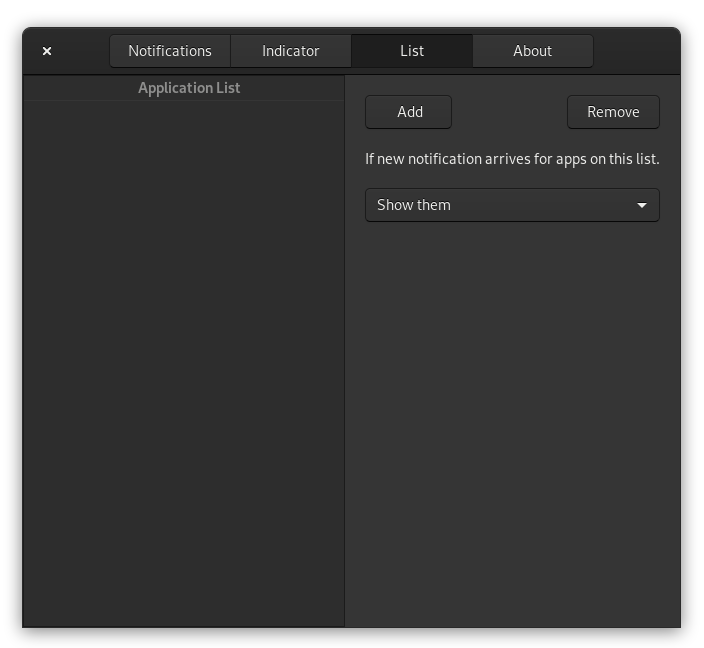 Notifications
Indicator
List
About
Application List
Add
Remove
If new notification arrives for apps on this list.
Show them